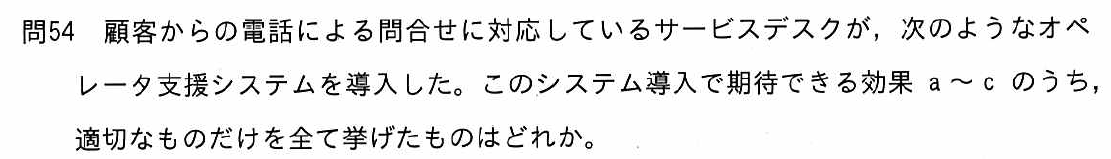 問54 顧客からの電話による問合せに対応しているサービスデスクが，次のようなオペ
レータ支援システムを導入した。このシステム導入で期待できる効果 a～c のうち，
適切なものだけを全て挙げたものはどれか。